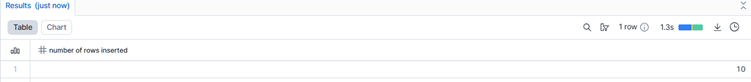 Results (just now)
Table Chart 1 row 1.3s
# number of rows inserted
1 10